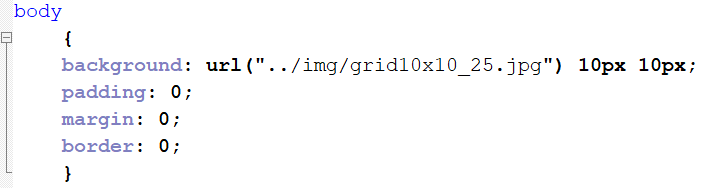 body
{
background: url("../img/grid10x10_25.jpg") 10px 10px;
padding: 0;
margin: 0;
border: 0;
}